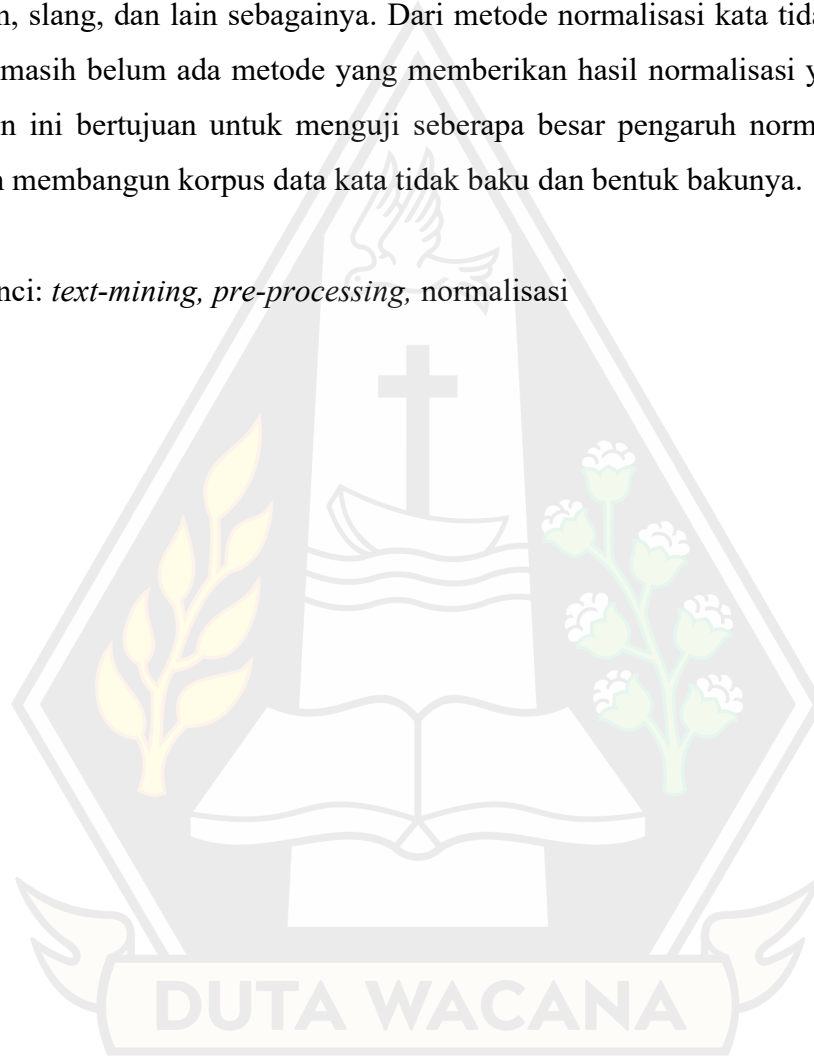 n, slang, dan lain sebagainya. Dari metode normalisasi kata tida
masih belum ada metode yang memberikan hasil normalisasi y
n ini bertujuan untuk menguji seberapa besar pengaruh norm
n membangun korpus data kata tidak baku dan bentuk bakunya.
nci: text-mining, pre-processing, normalisasi
DUTA WACANA